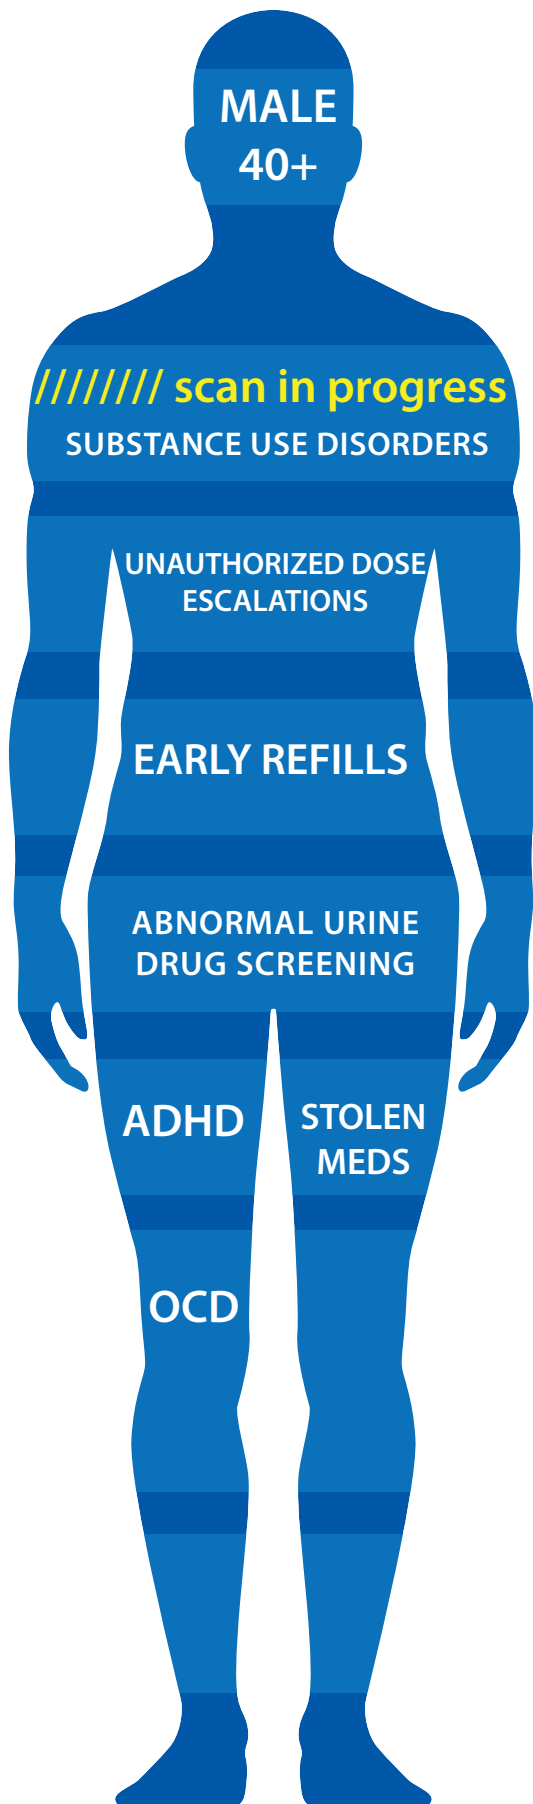 MALE
40+
//////// scan in progress
SUBSTANCE USE DISORDERS
UNAUTHORIZED DOSE
ESCALATIONS
EARLY REFILLS
ABNORMAL URINE
DRUG SCREENING
ADHD
STOLEN
MEDS
OCD